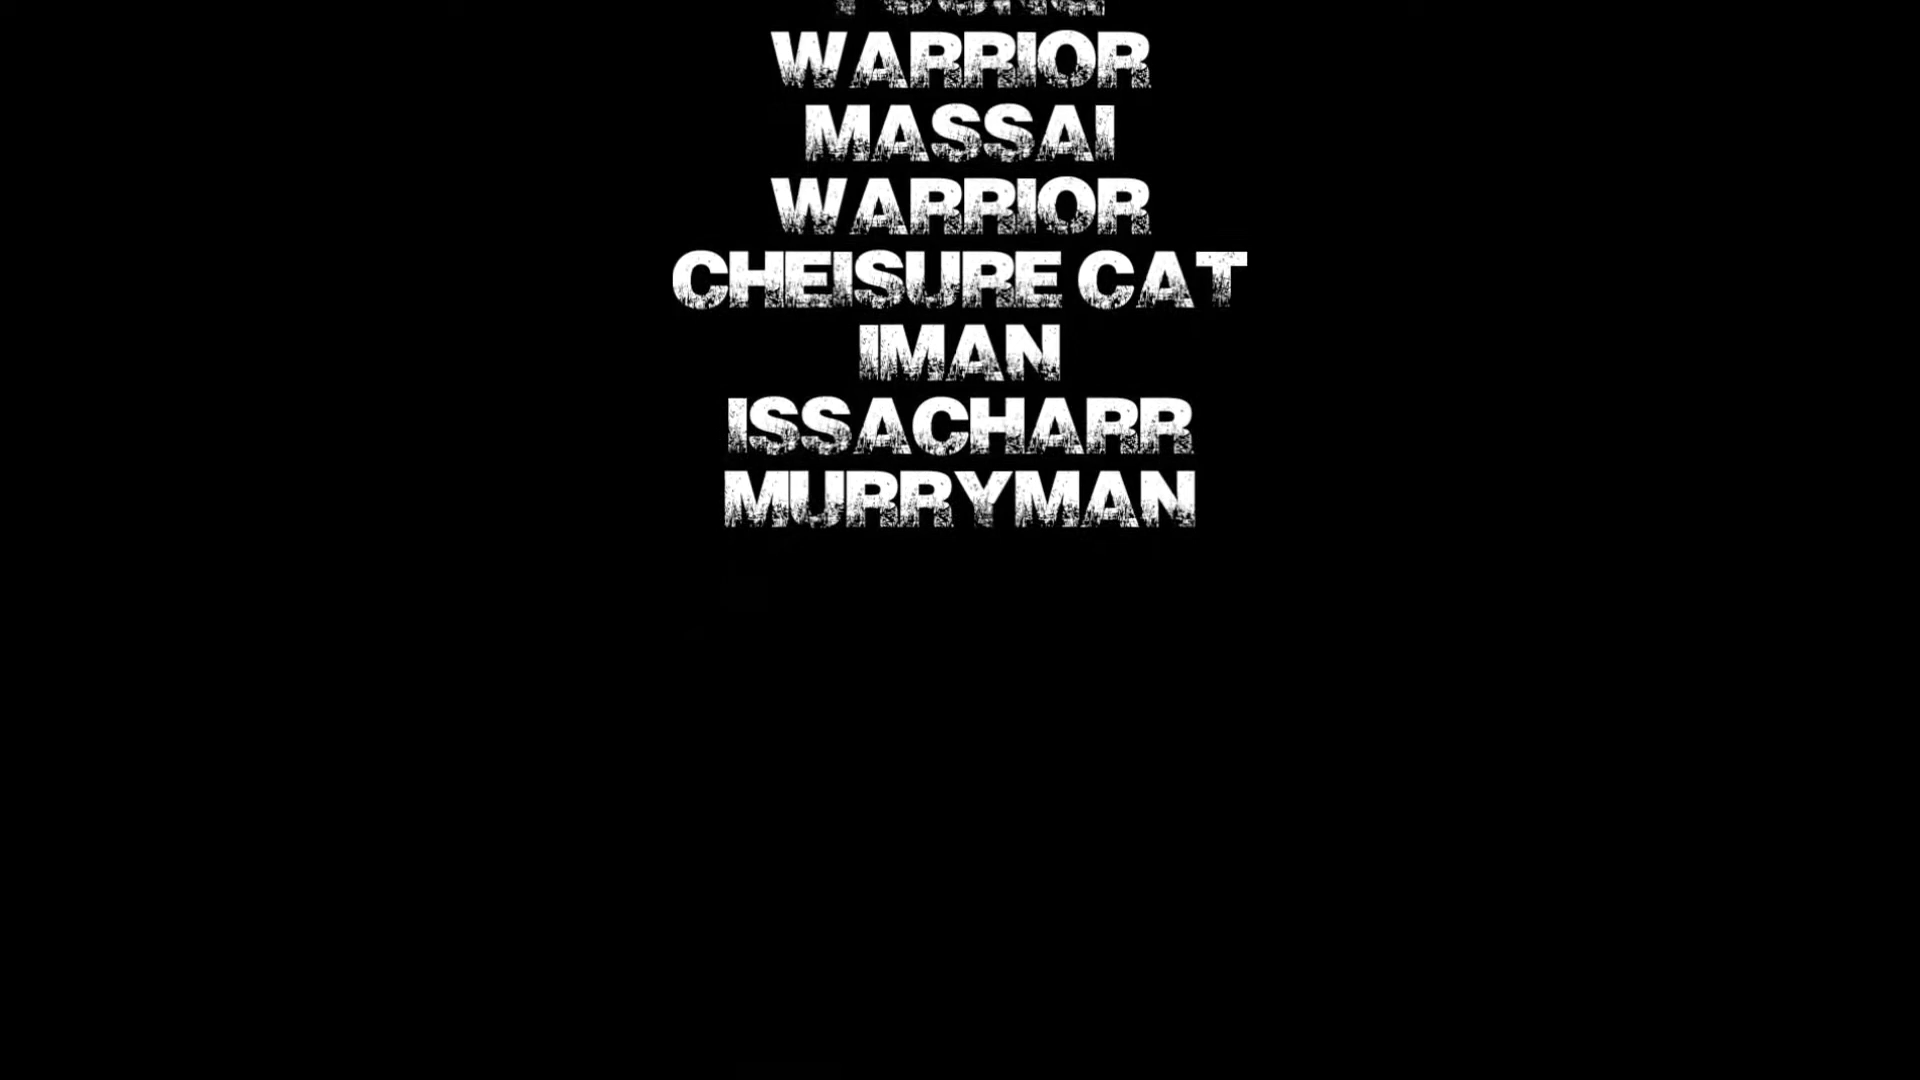 WARRIOR
MASSAI
WARRIOR
CHEISURE CAT
IMAN
ISSACHARR
MURRYMAN